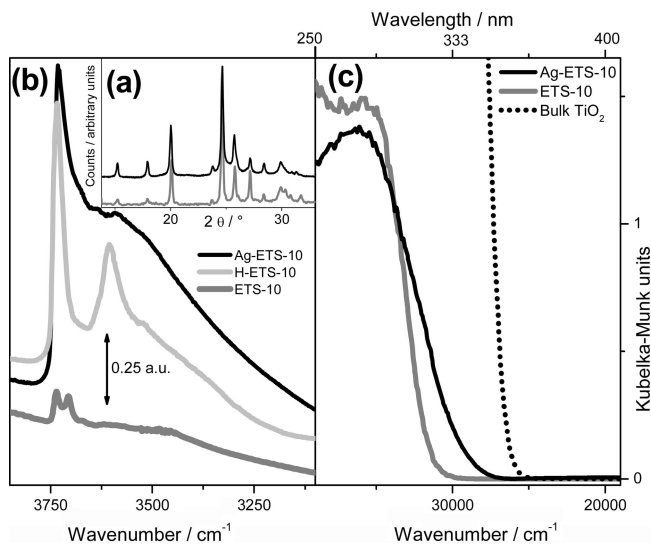 Wavelength / nm
250
333
400
(b)
(a)
(c)
Counts / arbitrary units
20
2 θ / °
30
Ag-ETS-10
ETS-10
Bulk TiO2
Ag-ETS-10
H-ETS-10
ETS-10
0.25 a.u.
1
0
Kubelka-Munk units
3750
3500
3250
30000
20000
Wavenumber / cm-1
Wavenumber / cm-1